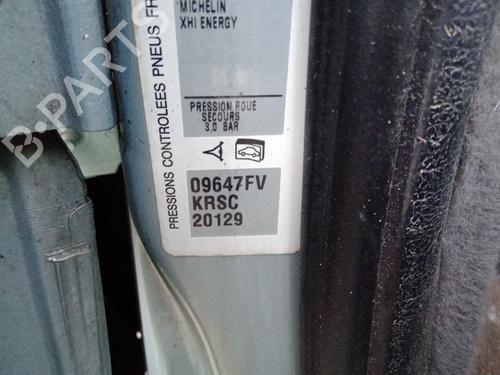 MICHELIN
XHI ENERGY
PRESSION ROUE
SECOURS
3,0 BAR
PRESSIONS CONTROLEES PNEUS FR
09647FV
KRSC
20129
B-PARTS